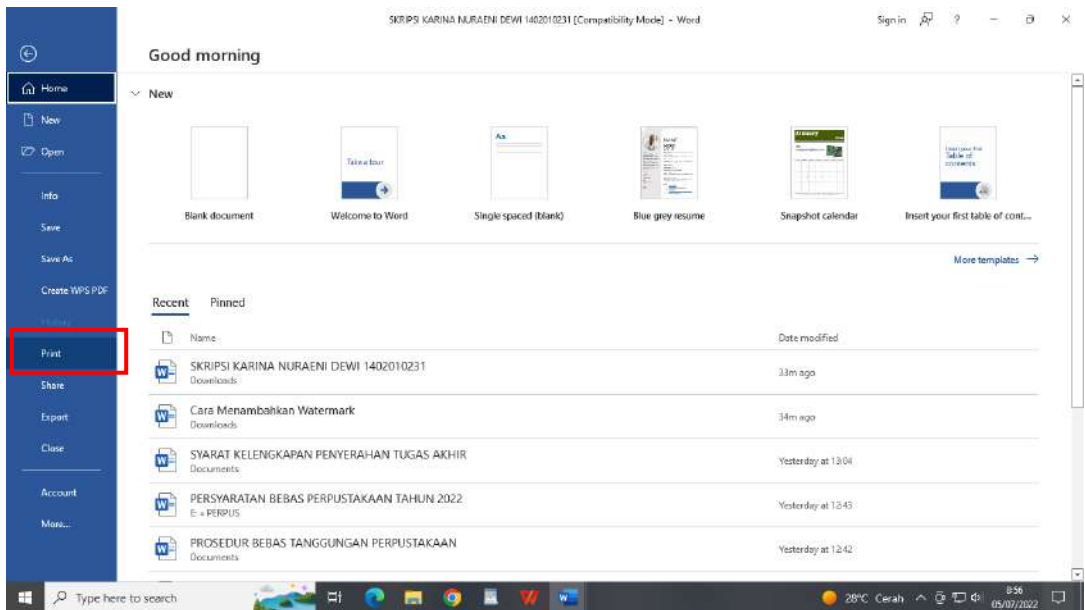 SKRIPSI KARINA NURAENI DEWI 1402010231 [Compatibility Mode] - Word
Sign in
?
Good morning
Home
New
Open
Info
Save
Save As
Create WPS PDF
History
Print
Share
Export
Close
Account
More...
New
Take a tour
Aa
Blank document
Welcome to Word
Single spaced (blank)
Blue grey resume
Snapshot calendar
Insert your first table of cont...
More templates
Recent Pinned
Name Date modified
SKRIPSI KARINA NURAENI DEWI 1402010231
Downloads
33m ago
Cara Menambahkan Watermark
Downloads
34m ago
SYARAT KELENGKAPAN PENYERAHAN TUGAS AKHIR
Documents
Yesterday at 13:04
PERSYARATAN BEBAS PERPUSTAKAAN TAHUN 2022
E: » PERPUS
Yesterday at 12:43
PROSEDUR BEBAS TANGGUNGAN PERPUSTAKAAN
Documents
Yesterday at 12:42
Type here to search
28°C Cerah
8:56
05/07/2022